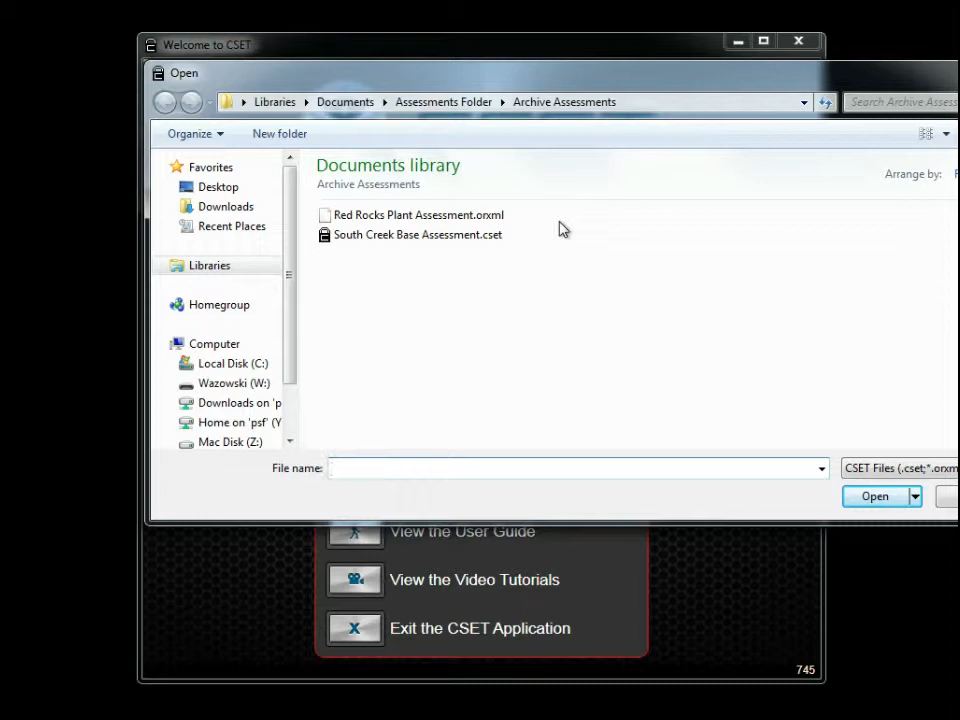 Welcome to CSET
Open
Libraries
Documents
Assessments Folder
Archive Assessments
Search Archive Assess
Organize
New folder
Favorites
Desktop
Downloads
Recent Places
Libraries
Homegroup
Computer
Local Disk (C:)
Wazowski (W:)
Downloads on 'p
Home on 'psf' (Y
Mac Disk (Z:)
Documents library
Archive Assessments
Arrange by:
Red Rocks Plant Assessment.orxml
South Creek Base Assessment.cset
File name:
CSET Files (.cset;*.orxm
Open
View the User Guide
View the Video Tutorials
Exit the CSET Application
745